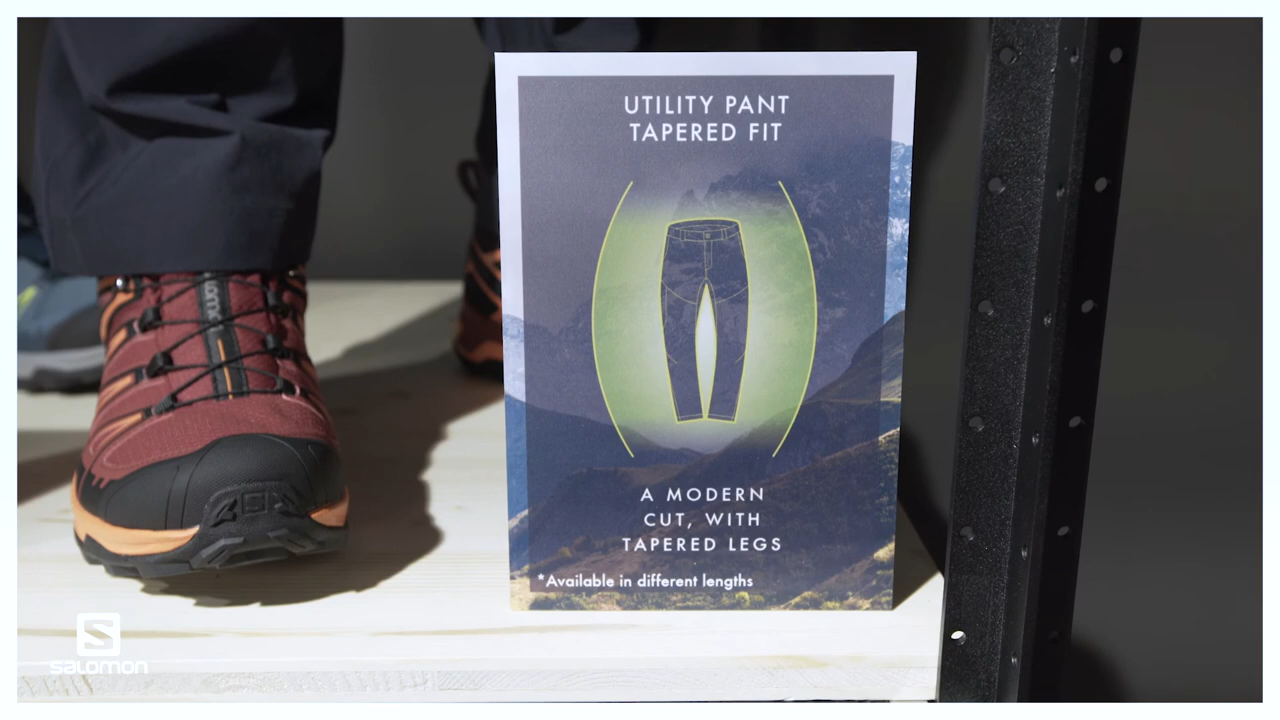 UTILITY PANT
TAPERED FIT
A MODERN
CUT, WITH
TAPERED LEGS
*Available in different lengths
salomon